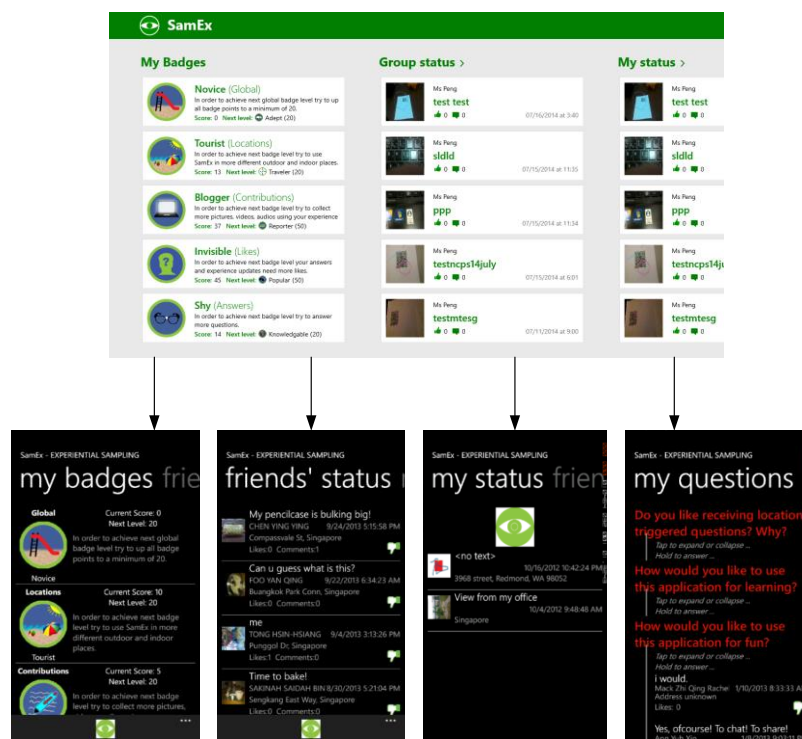 SamEx
My Badges
Novice (Global)
In order to achieve next global badge level try to up
all badge points to a minimum of 20.
Score: 0 Next level: Adept (20)
Tourist (Locations)
In order to achieve next badge level try to use
SamEx in more different outdoor and indoor places.
Score: 13 Next level: Traveler (20)
Blogger (Contributions)
In order to achieve next badge level try to collect
more pictures, videos, audios using your experience
Score: 37 Next level: Reporter (50)
Invisible (Likes)
In order to achieve next badge level your answers
and experience updates need more likes.
Score: 45 Next level: Popular (50)
Shy (Answers)
In order to achieve next badge level try to answer
more questions.
Score: 14 Next level: Knowledgable (20)
Group status >
Ms Peng
test test
0 0 07/16/2014 at 3:40
Ms Peng
sldld
0 0 07/15/2014 at 11:35
Ms Peng
ppp
0 0 07/15/2014 at 11:34
Ms Peng
testncps14july
0 0 07/15/2014 at 6:01
Ms Peng
testmtesg
0 0 07/11/2014 at 9:00
My status >
Ms Peng
test test
0 0
Ms Peng
sldld
0 0
Ms Peng
ppp
0 0
Ms Peng
testncps14ju
0 0
Ms Peng
testmtesg
0 0
SamEx - EXPERIENTIAL SAMPLING
my badges frie
Global
Current Score: 0
Next Level: 20
In order to achieve next global
badge level try to up all badge
points to a minimum of 20.
Novice
Locations
Current Score: 10
Next Level: 20
In order to achieve next badge
level try to use SamEx in more
different outdoor and indoor
places.
Tourist
Contributions
Current Score: 5
Next Level: 20
In order to achieve next badge
level try to collect more pictures,
SamEx - EXPERIENTIAL SAMPLING
friends' status
My pencilcase is bulking big!
CHEN YING YING 9/24/2013 5:15:58 PM
Compassvale St, Singapore
Likes:0 Comments:1
Can u guess what is this?
FOO YAN QING 9/22/2013 6:34:23 AM
Buangkok Park Conn, Singapore
Likes:0 Comments:0
me
TONG HSIN-HSIANG 9/4/2013 3:13:26 PM
Punggol Dr, Singapore
Likes:1 Comments:0
Time to bake!
SAKINAH SAIDAH BIN 8/30/2013 5:21:04 PM
Sengkang East Way, Singapore
Likes:0 Comments:0
SamEx - EXPERIENTIAL SAMPLING
my status frien
<no text>
10/16/2012 10:42:24 PM
3968 street, Redmond, WA 98052
View from my office
10/4/2012 9:48:48 AM
Singapore
SamEx - EXPERIENTIAL SAMPLING
my questions
Do you like receiving location
triggered questions? Why?
Tap to expand or collapse ...
Hold to answer ...
How would you like to use
this application for learning?
Tap to expand or collapse ...
Hold to answer ...
How would you like to use
this application for fun?
Tap to expand or collapse ...
Hold to answer ...
i would.
Mack Zhi Qing Rachel 1/10/2013 8:33:33 A
Address unknown
Likes: 0
Yes, ofcourse! To chat! To share!